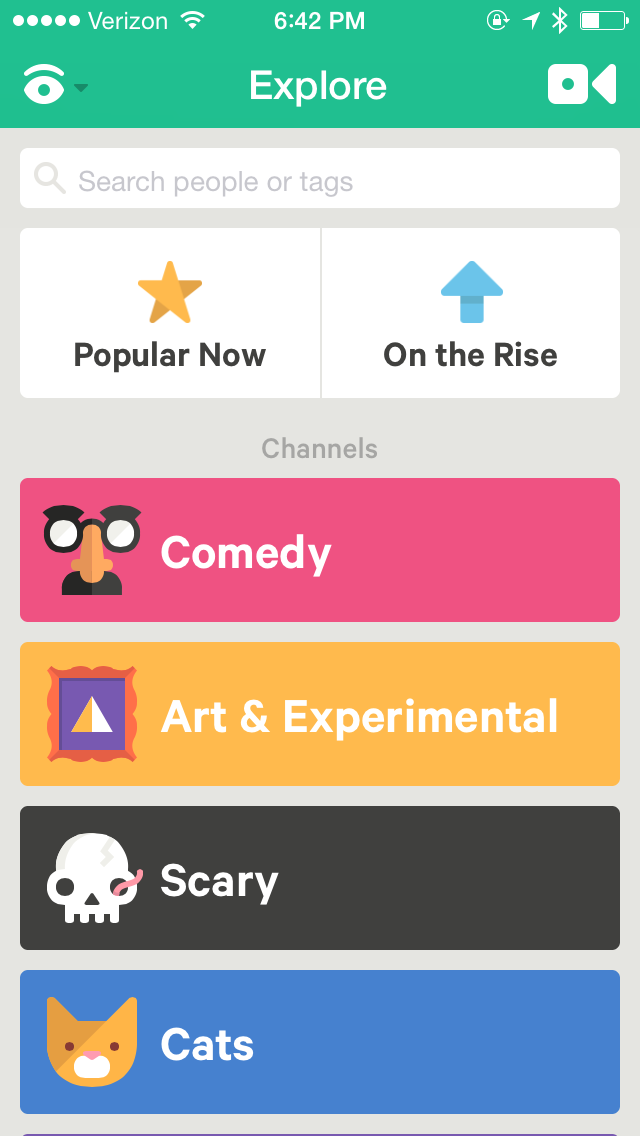 Verizon 6:42 PM
Explore
Search people or tags
Popular Now
On the Rise
Channels
Comedy
Art & Experimental
Scary
Cats